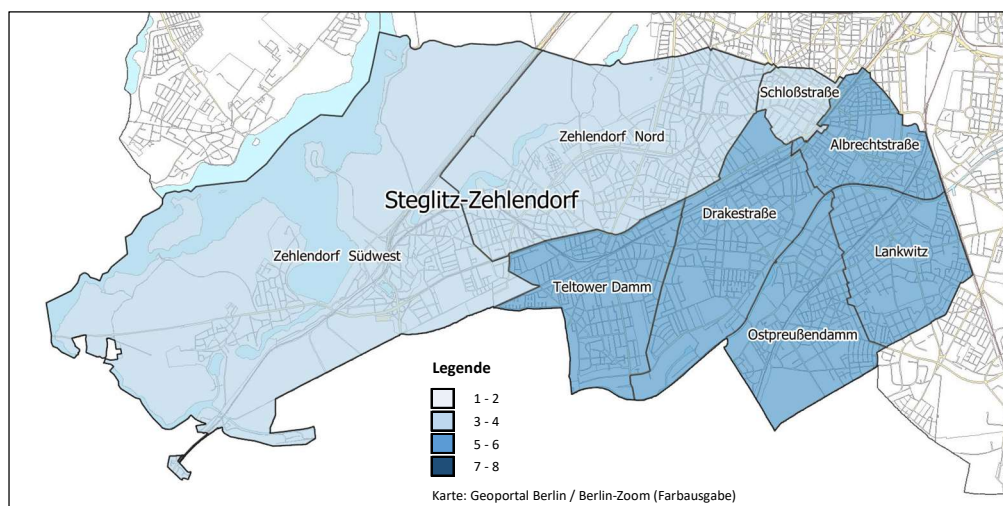 Schloßstraße
Zehlendorf Nord
Albrechtstraße
Steglitz-Zehlendorf
Drakestraße
Zehlendorf Südwest
Lankwitz
Teltower Damm
Ostpreußendamm
Legende
1 - 2
3 - 4
5 - 6
7 - 8
Karte: Geoportal Berlin / Berlin-Zoom (Farbausgabe)